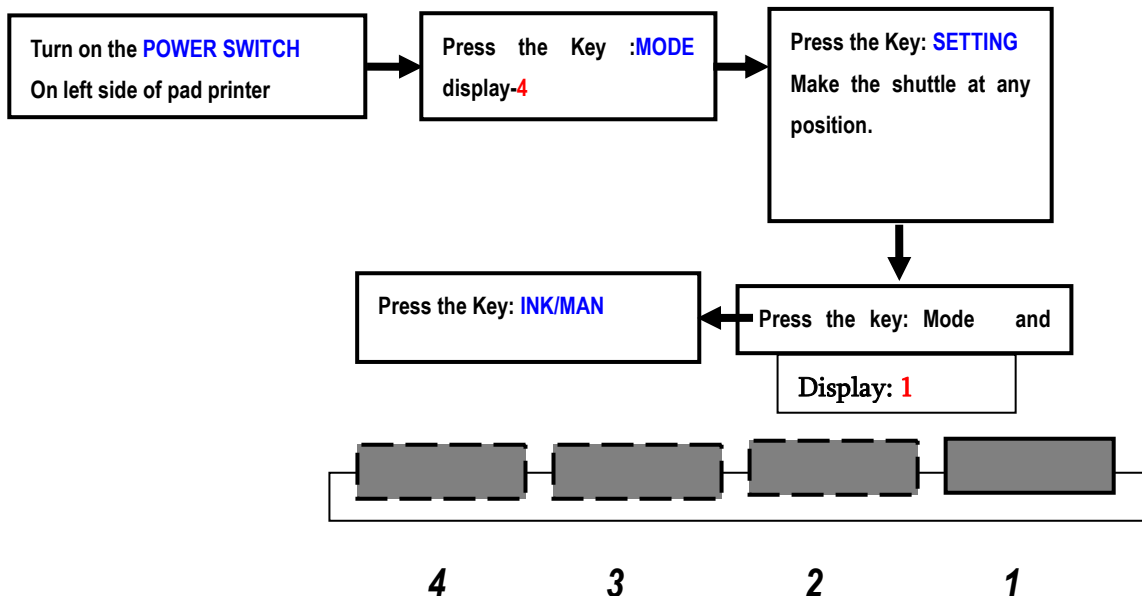 Turn on the POWER SWITCH
On left side of pad printer
Press the Key :MODE
display-4
Press the Key: SETTING
Make the shuttle at any
position.
Press the key: Mode and
Display: 1
Press the Key: INK/MAN
4 3 2 1